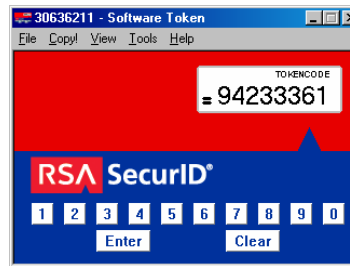 30636211 - Software Token
File Copy! View Tools Help
TOKENCODE
94233361
RSA SecurID®
1 2 3 4 5 6 7 8 9 0
Enter Clear